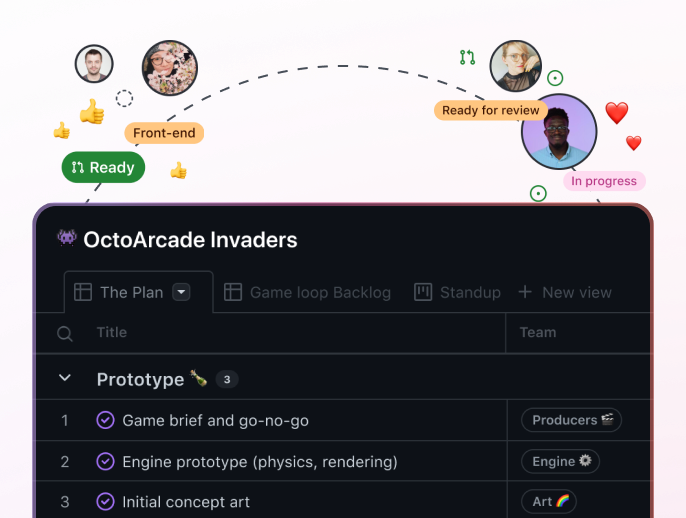 Front-end
Ready for review
Ready
In progress
OctoArcade Invaders
The Plan Game loop Backlog Standup + New view
Title Team
Prototype 3
1 Game brief and go-no-go Producers
2 Engine prototype (physics, rendering) Engine
3 Initial concept art Art